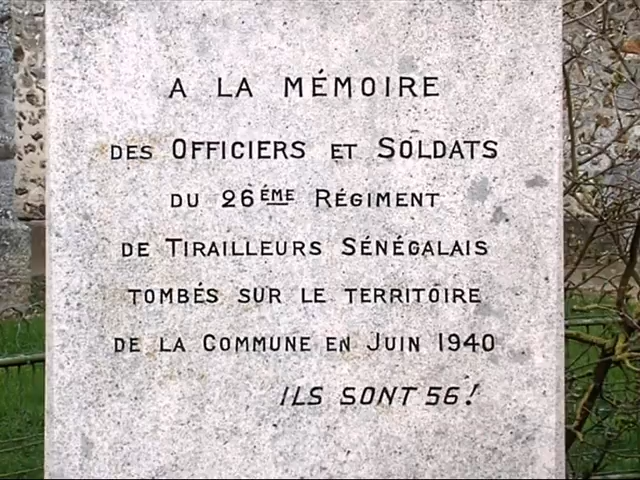 A LA MÉMOIRE
DES OFFICIERS ET SOLDATS
DU 26ÉME RÉGIMENT
DE TIRAILLEURS SÉNÉGALAIS
TOMBÉS SUR LE TERRITOIRE
DE LA COMMUNE EN JUIN 1940
ILS SONT 56!